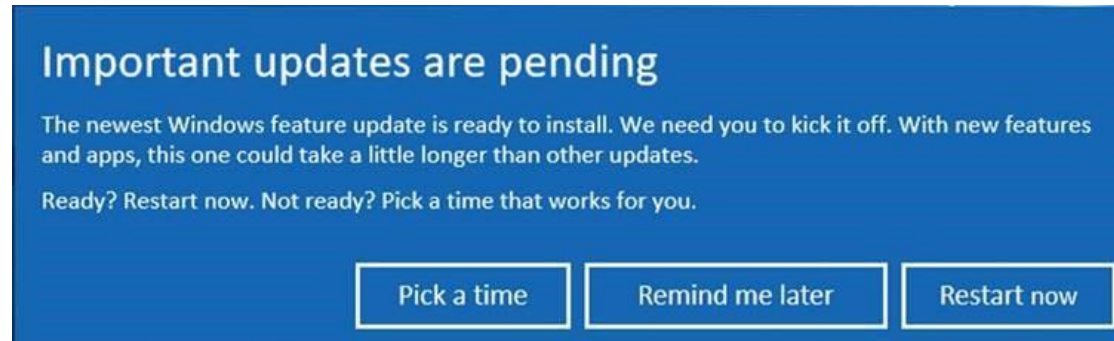 Important updates are pending
The newest Windows feature update is ready to install. We need you to kick it off. With new features
and apps, this one could take a little longer than other updates.
Ready? Restart now. Not ready? Pick a time that works for you.
Pick a time
Remind me later
Restart now